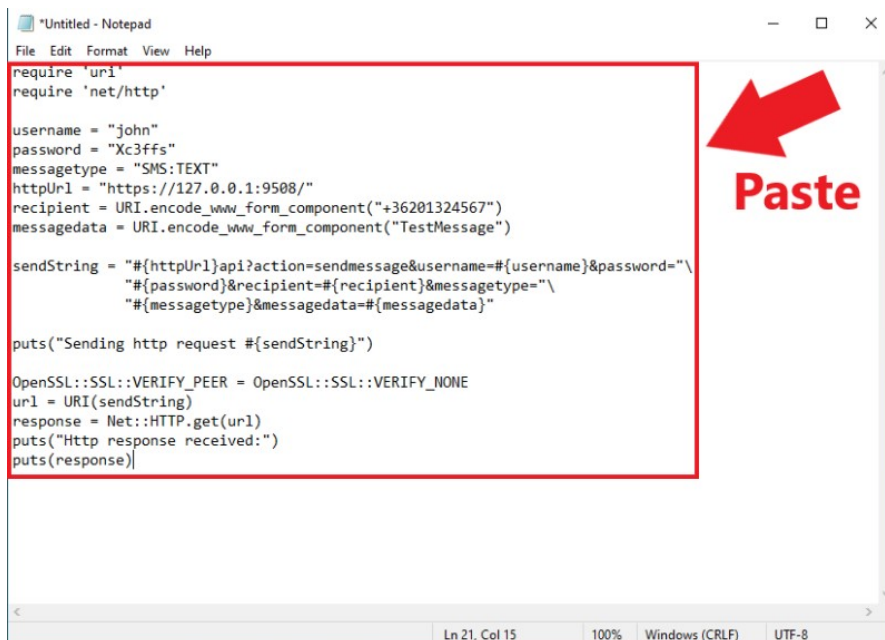 *Untitled - Notepad
File Edit Format View Help
require 'uri'
require 'net/http'

username = "john"
password = "Xc3ffs"
messagetype = "SMS:TEXT"
httpUrl = "https://127.0.0.1:9508/"
recipient = URI.encode_www_form_component("+36201324567")
messagedata = URI.encode_www_form_component("TestMessage")

sendString = "#{httpUrl}api?action=sendmessage&username=#{username}&password="\
"#{password}&recipient=#{recipient}&messagetype="\
"#{messagetype}&messagedata=#{messagedata}"

puts("Sending http request #{sendString}")

OpenSSL::SSL::VERIFY_PEER = OpenSSL::SSL::VERIFY_NONE
url = URI(sendString)
response = Net::HTTP.get(url)
puts("Http response received:")
puts(response)
Paste
Ln 21, Col 15 100% Windows (CRLF) UTF-8